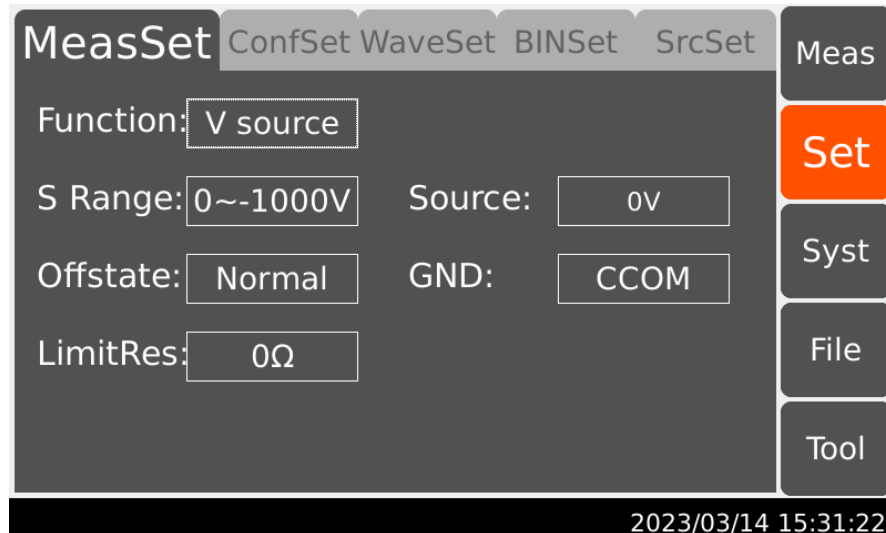 MeasSet ConfSet WaveSet BINSet SrcSet
Meas
Function: V source
Set
S Range: 0~-1000V Source: 0V
Syst
Offstate: Normal GND: CCOM
LimitRes: 0Ω
File
Tool
2023/03/14 15:31:22